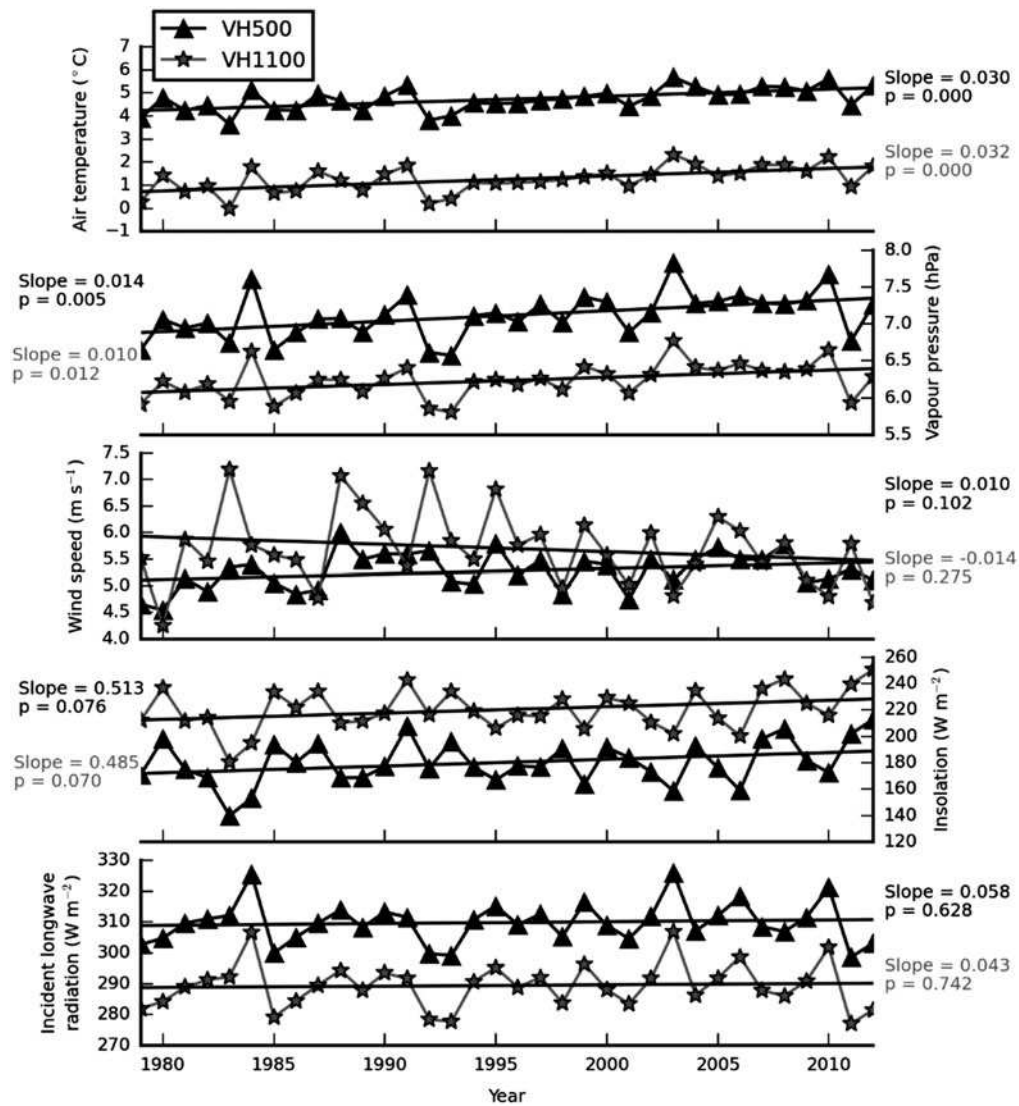 VH500
VH1100
Air temperature (°C)
7
6
5
4
3
2
1
0
−1
Slope = 0.030
p = 0.000
Slope = 0.032
p = 0.000
Slope = 0.014
p = 0.005
Slope = 0.010
p = 0.012
8.0
7.5
7.0
6.5
6.0
5.5
Vapour pressure (hPa)
Wind speed (m s⁻¹)
7.5
7.0
6.5
6.0
5.5
5.0
4.5
4.0
Slope = 0.010
p = 0.102
Slope = -0.014
p = 0.275
Slope = 0.513
p = 0.076
Slope = 0.485
p = 0.070
260
240
220
200
180
160
140
120
Insolation (W m⁻²)
Incident longwave
radiation (W m⁻²)
330
320
310
300
290
280
270
Slope = 0.058
p = 0.628
Slope = 0.043
p = 0.742
1980 1985 1990 1995 2000 2005 2010
Year